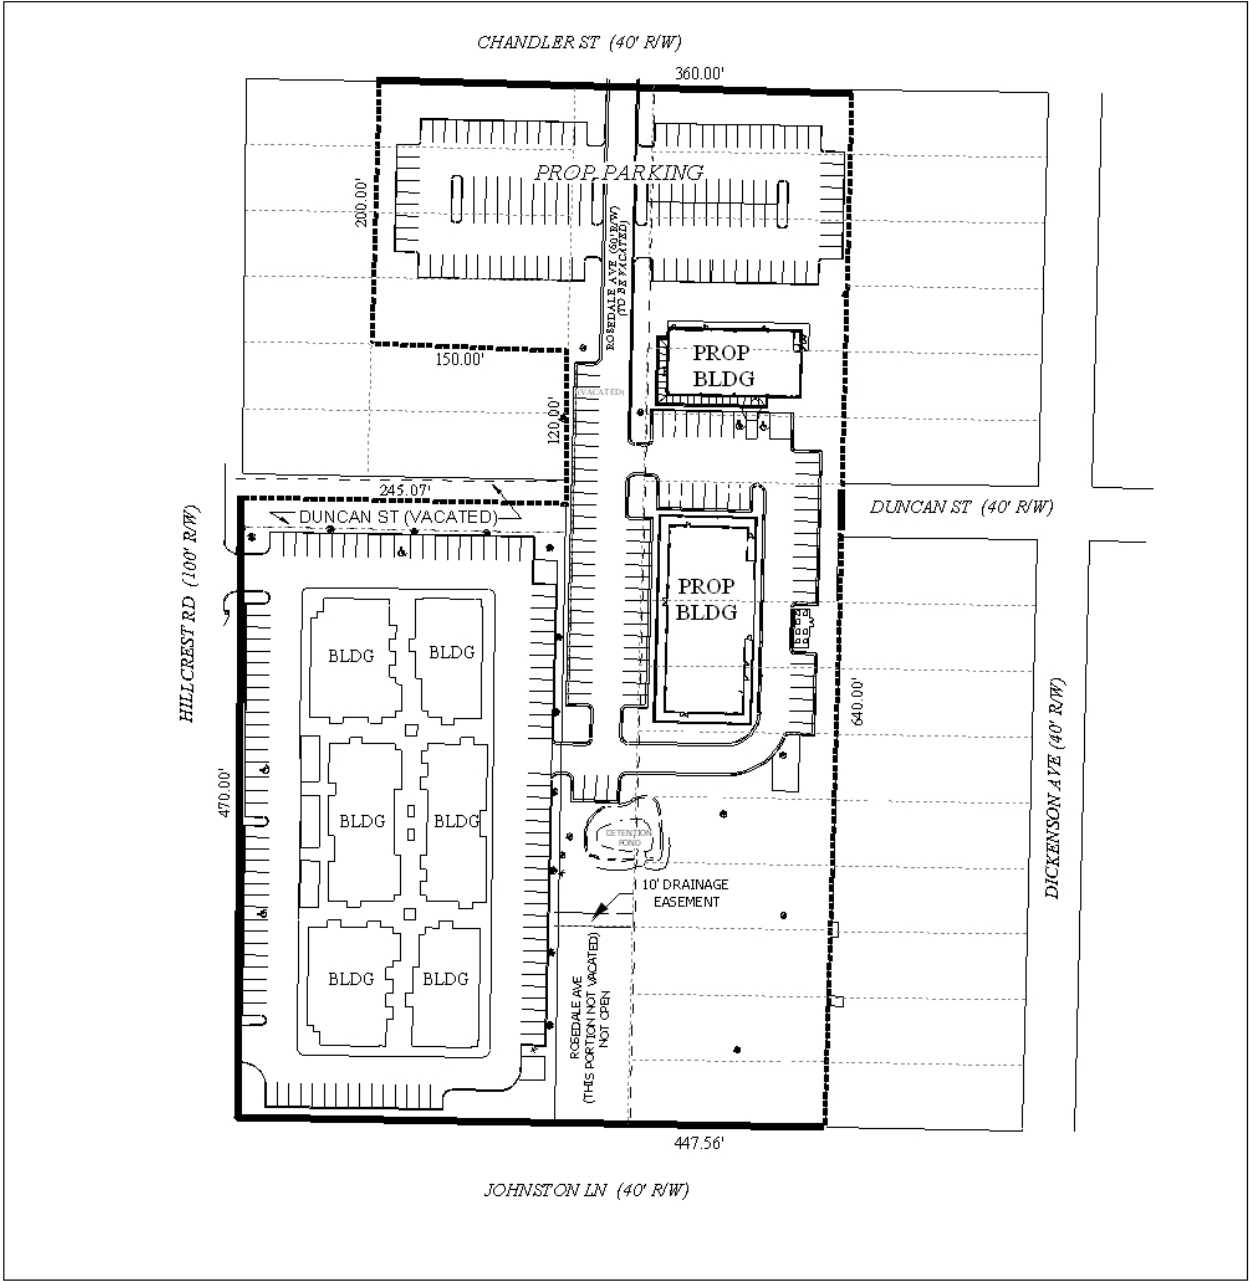 CHANDLER ST (40' R/W)
360.00'
PROP. PARKING
200.00'
ROSEDALE AVE (60' R/W)
(TO BE VACATED)
150.00'
PROP
BLDG
(VACATED)
120.00'
245.07'
DUNCAN ST (VACATED)
DUNCAN ST (40' R/W)
HILLCREST RD (100' R/W)
PROP
BLDG
BLDG
BLDG
640.00'
DICKENSON AVE (40' R/W)
470.00'
BLDG
BLDG
DETENTION
POND
10' DRAINAGE
EASEMENT
BLDG
BLDG
ROSEDALE AVE
(THIS PORTION NOT VACATED)
NOT OPEN
447.56'
JOHNSTON LN (40' R/W)